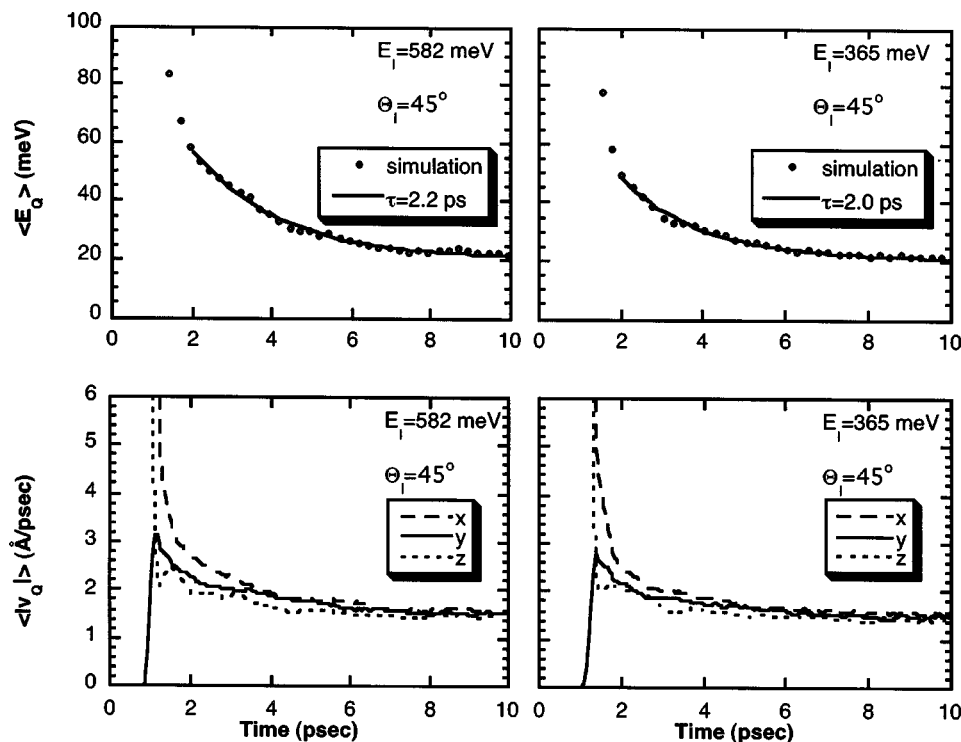 100
80
60
40
20
0
<E_Q> (meV)
E_I=582 meV
Θ_I=45°
simulation
τ=2.2 ps
0 2 4 6 8 10
E_I=365 meV
Θ_I=45°
simulation
τ=2.0 ps
0 2 4 6 8 10
6
5
4
3
2
1
0
<|v_Q|> (Å/psec)
E_I=582 meV
Θ_I=45°
x
y
z
0 2 4 6 8 10
Time (psec)
E_I=365 meV
Θ_I=45°
x
y
z
0 2 4 6 8 10
Time (psec)